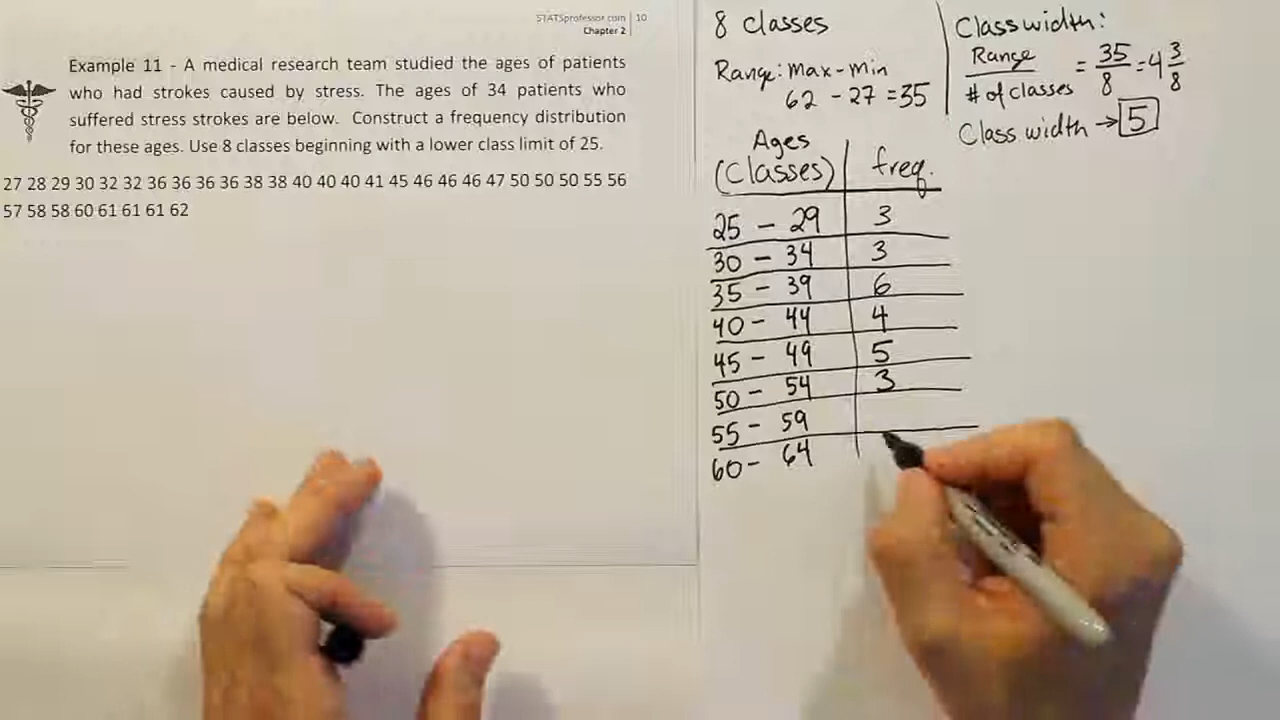 STATSprofessor.com | 10
Chapter 2
Example 11 - A medical research team studied the ages of patients
who had strokes caused by stress. The ages of 34 patients who
suffered stress strokes are below. Construct a frequency distribution
for these ages. Use 8 classes beginning with a lower class limit of 25.
27 28 29 30 32 32 36 36 36 36 38 38 40 40 40 41 45 46 46 46 47 50 50 50 55 56
57 58 58 60 61 61 61 62
8 classes
Range: max - min
62 - 27 = 35
Class width:
Range / # of classes = 35/8 = 4 3/8
Class width → 5
Ages
(Classes) freq.
25 - 29 3
30 - 34 3
35 - 39 6
40 - 44 4
45 - 49 5
50 - 54 3
55 - 59
60 - 64